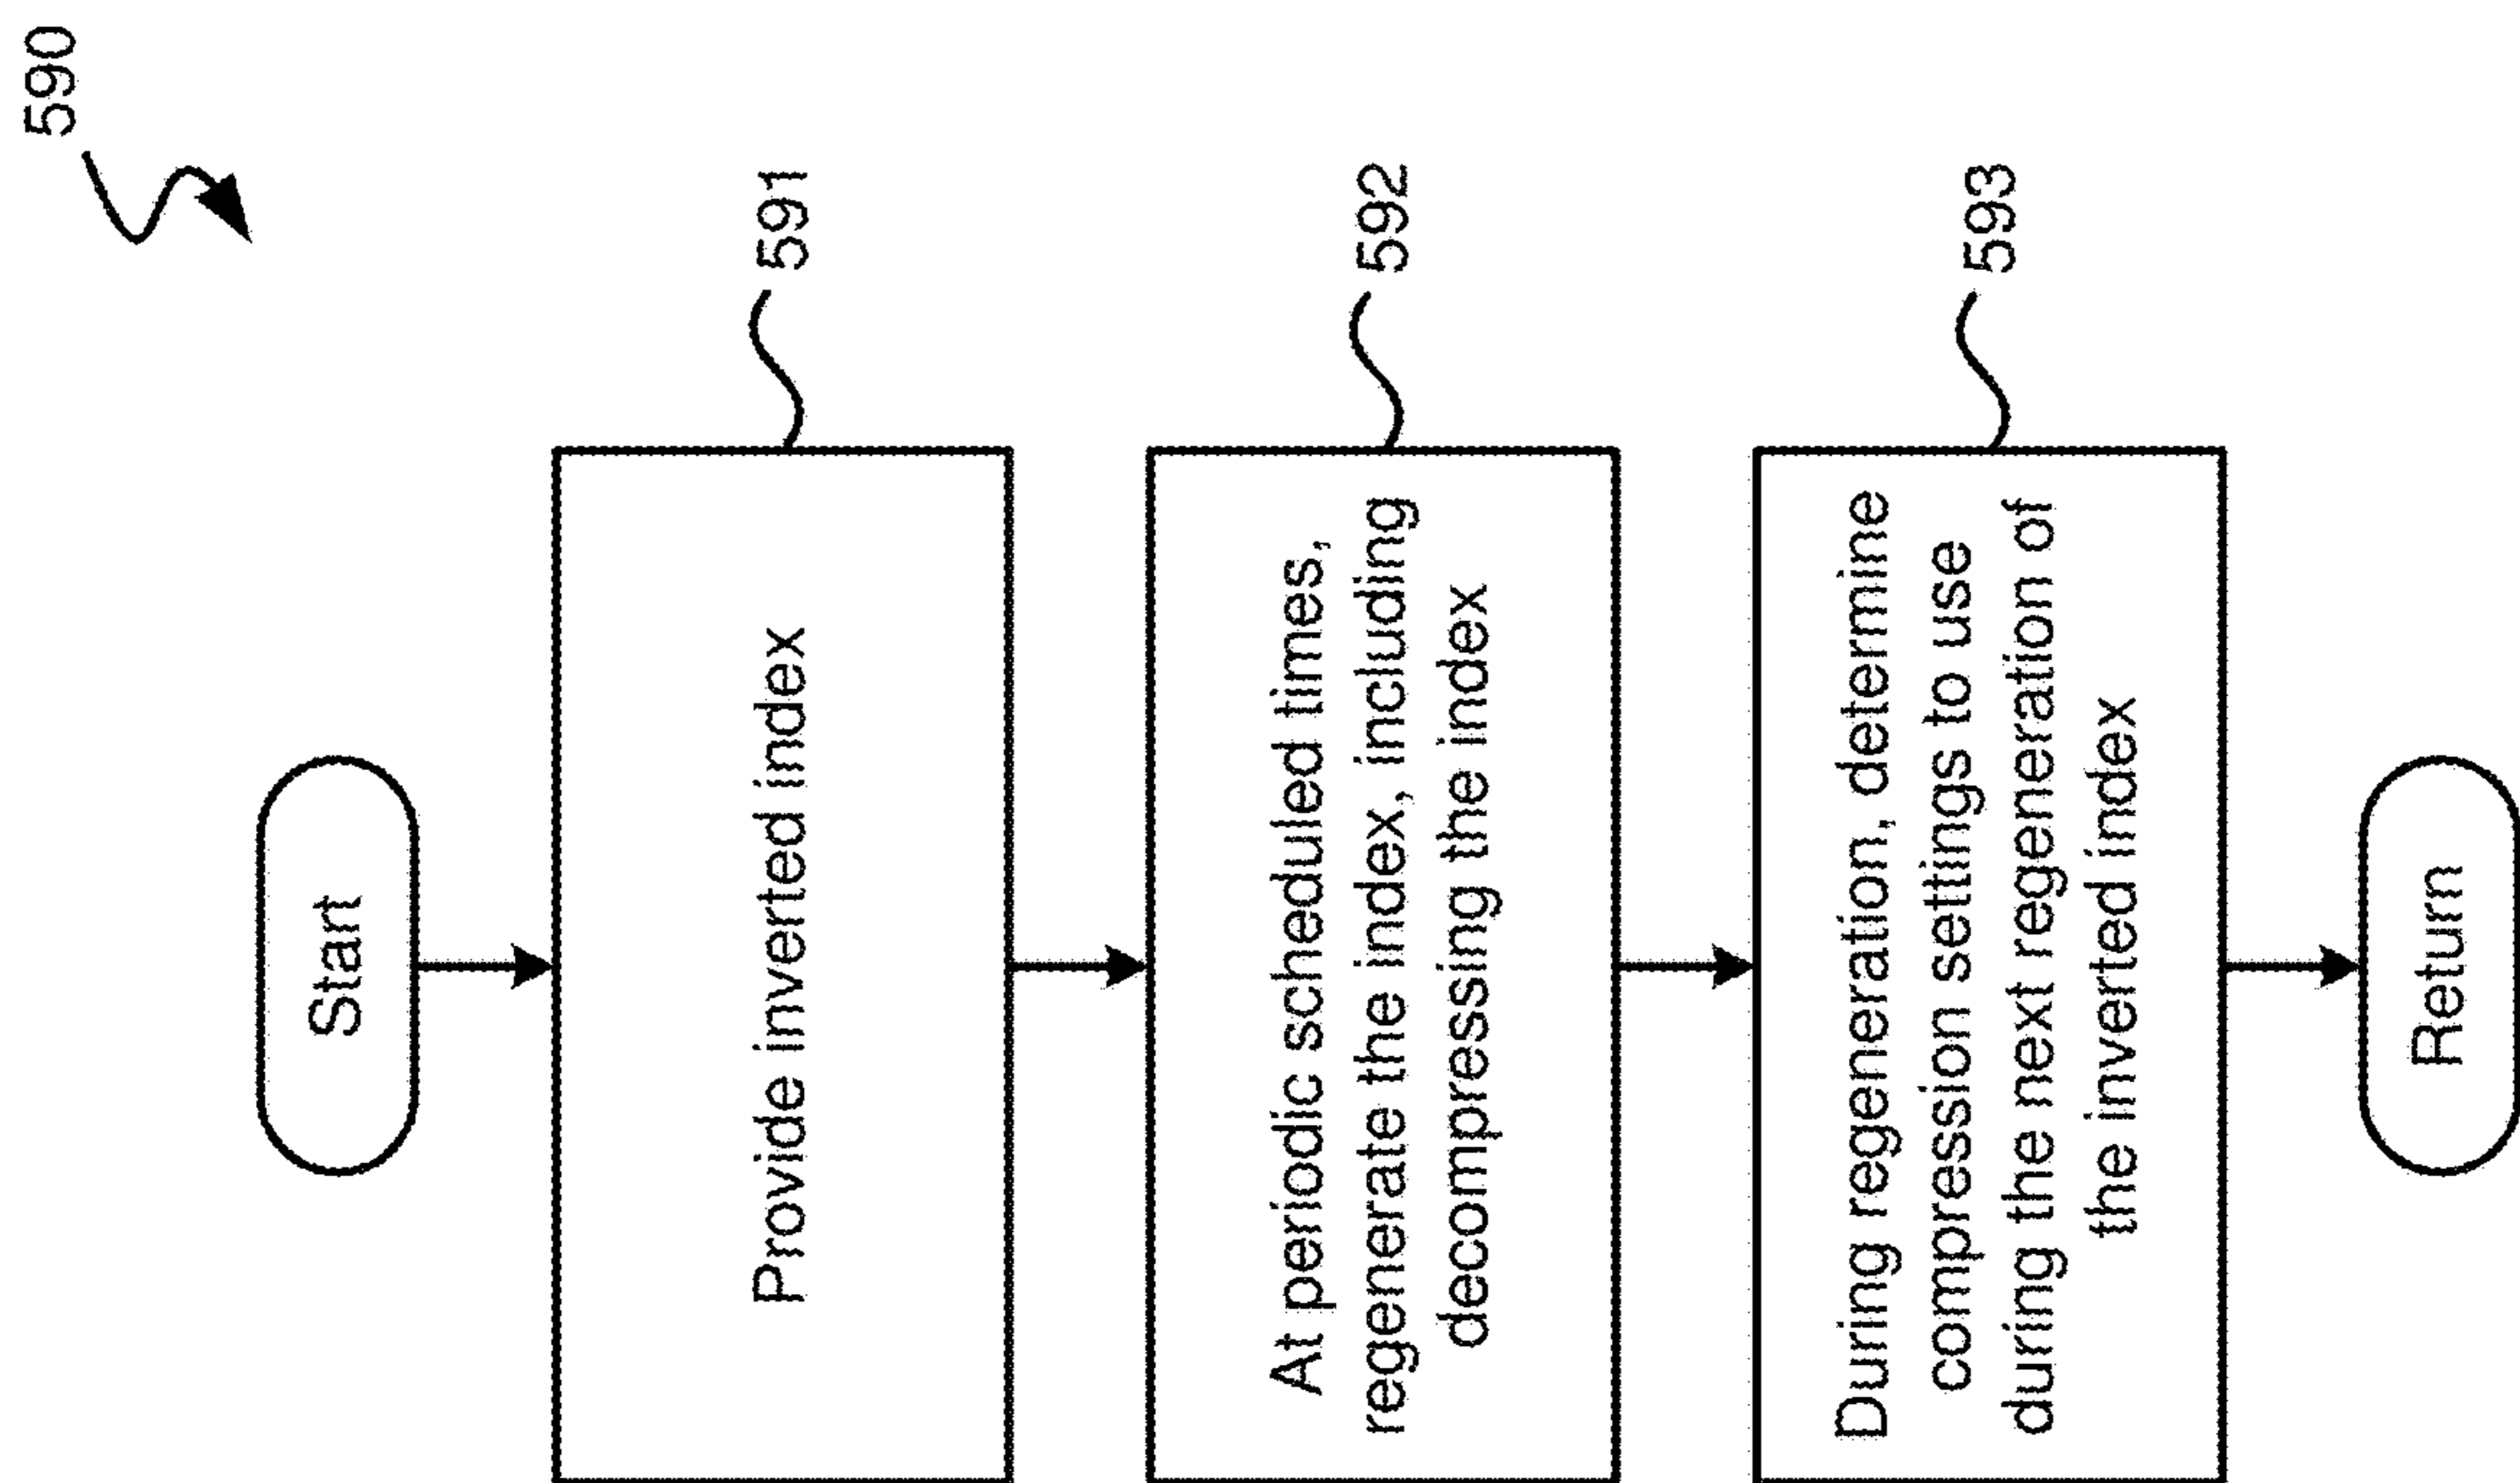 590
Start
Provide inverted index
591
At periodic scheduled times,
regenerate the index, including
decompressing the index
592
During regeneration, determine
compression settings to use
during the next regeneration of
the inverted index
593
Return